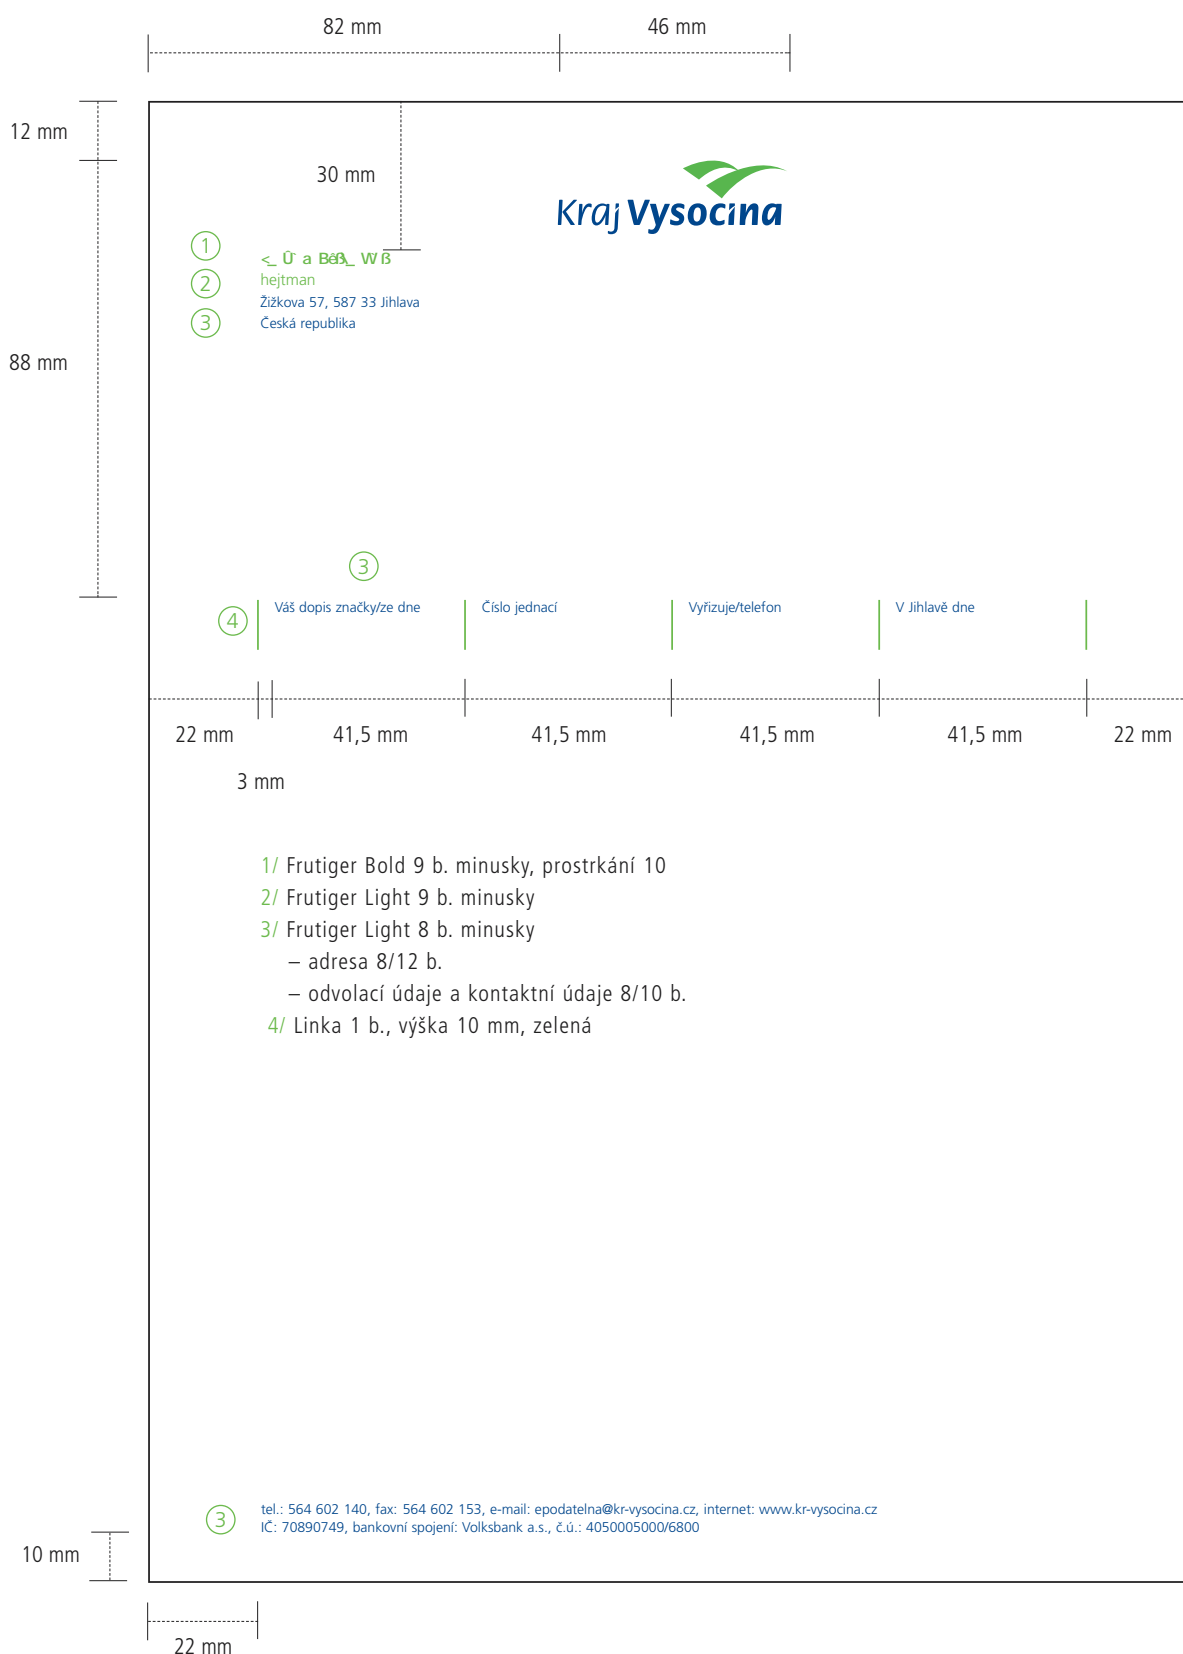 82 mm
46 mm
12 mm
30 mm
Kraj Vysočina
1
2
hejtman
Žižkova 57, 587 33 Jihlava
3
Česká republika
88 mm
3
4
Váš dopis značky/ze dne
Číslo jednací
Vyřizuje/telefon
V Jihlavě dne
22 mm
41,5 mm
41,5 mm
41,5 mm
41,5 mm
22 mm
3 mm
1/ Frutiger Bold 9 b. minusky, prostrkání 10
2/ Frutiger Light 9 b. minusky
3/ Frutiger Light 8 b. minusky
– adresa 8/12 b.
– odvolací údaje a kontaktní údaje 8/10 b.
4/ Linka 1 b., výška 10 mm, zelená
3
tel.: 564 602 140, fax: 564 602 153, e-mail: epodatelna@kr-vysocina.cz, internet: www.kr-vysocina.cz
IČ: 70890749, bankovní spojení: Volksbank a.s., č.ú.: 4050005000/6800
10 mm
22 mm